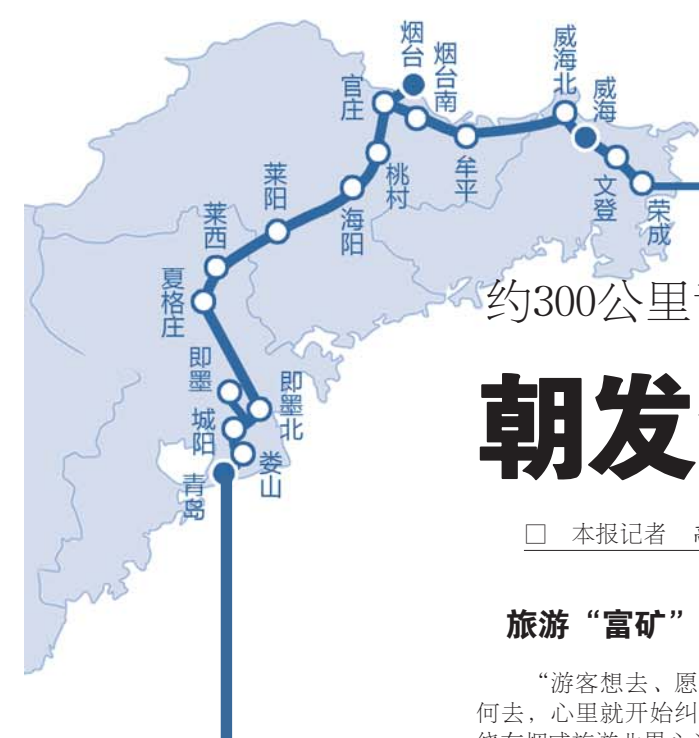 烟台
烟台南
威海北
威海
官庄
牟平
桃村
文登
荣成
莱阳
海阳
莱西
夏格庄
即墨
即墨北
城阳
娄山
青岛
约300公里
朝发
□ 本报记者
旅游“富矿”
“游客想去、愿
何去，心里就开始纠